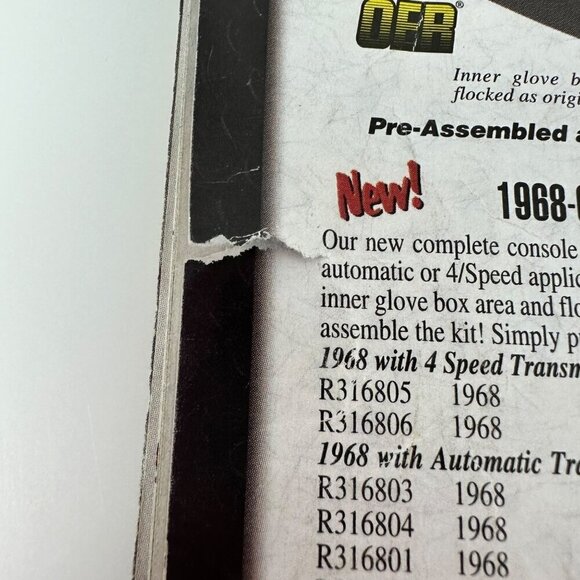 OER®
Inner glove b
flocked as origi
Pre-Assembled a
New!
1968-
Our new complete console
automatic or 4/Speed applic
inner glove box area and flo
assemble the kit! Simply p
1968 with 4 Speed Transm
R316805 1968
R316806 1968
1968 with Automatic Tra
R316803 1968
R316804 1968
R316801 1968